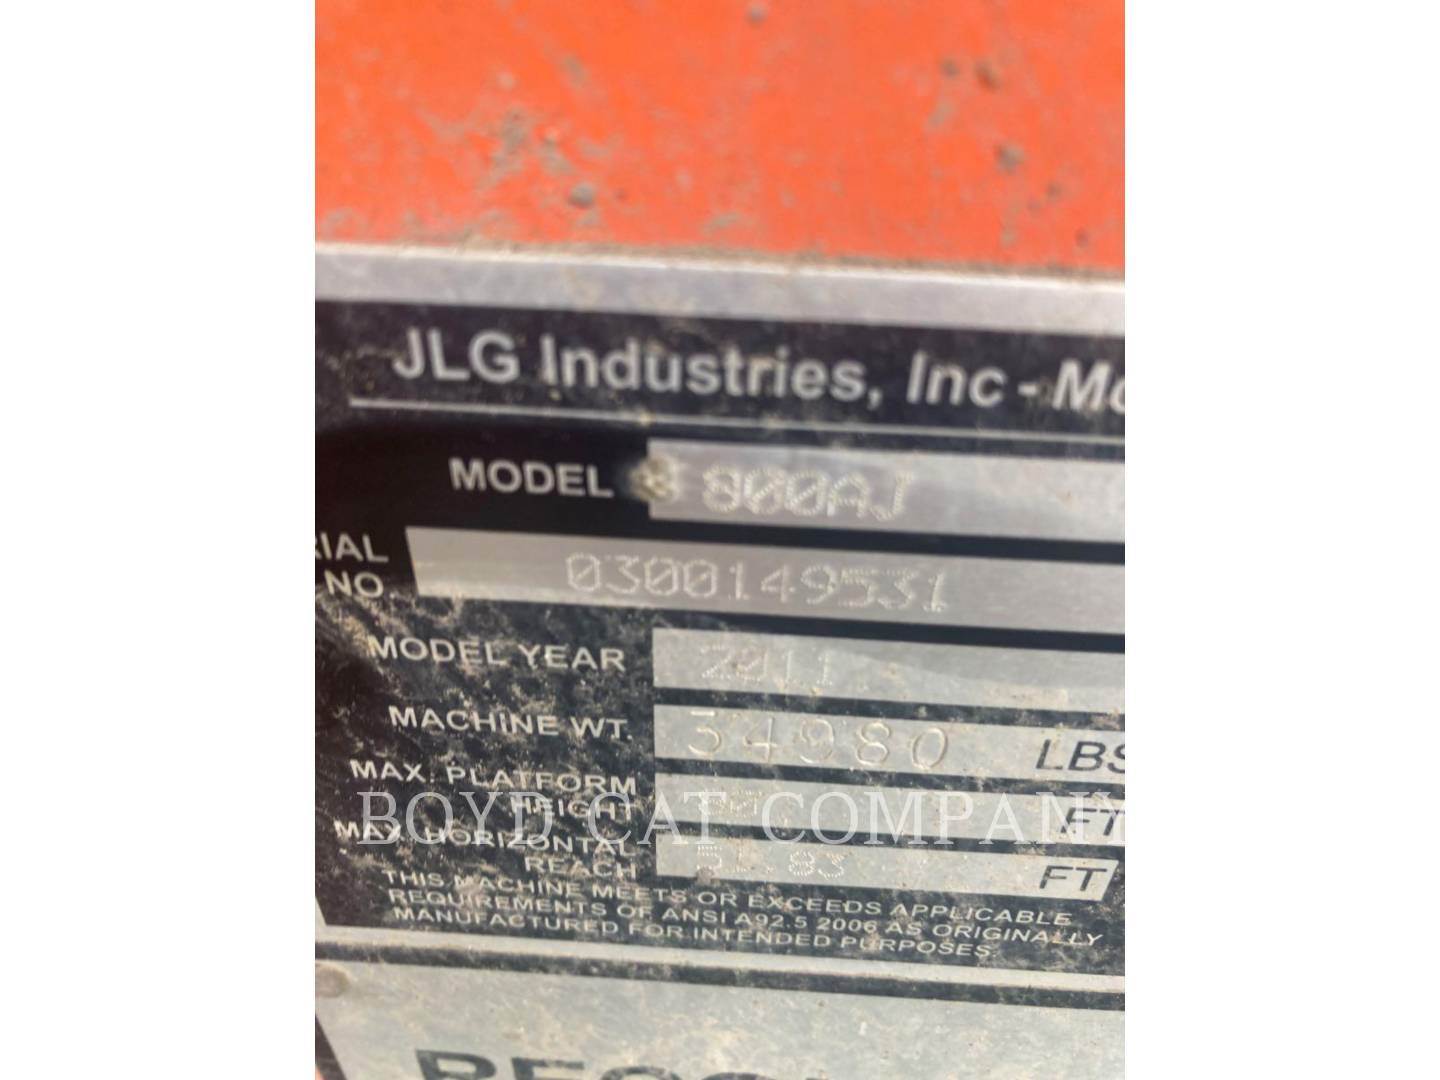 JLG Industries, Inc - Mc
MODEL 800AJ
RIAL
NO. 0300149531
MODEL YEAR 2011
MACHINE WT. 34980 LBS
MAX. PLATFORM
HEIGHT FT
MAX. HORIZONTAL
REACH 51.83 FT
THIS MACHINE MEETS OR EXCEEDS APPLICABLE
REQUIREMENTS OF ANSI A92.5 2006 AS ORIGINALLY
MANUFACTURED FOR INTENDED PURPOSES.
BOYD CAT COMPANY